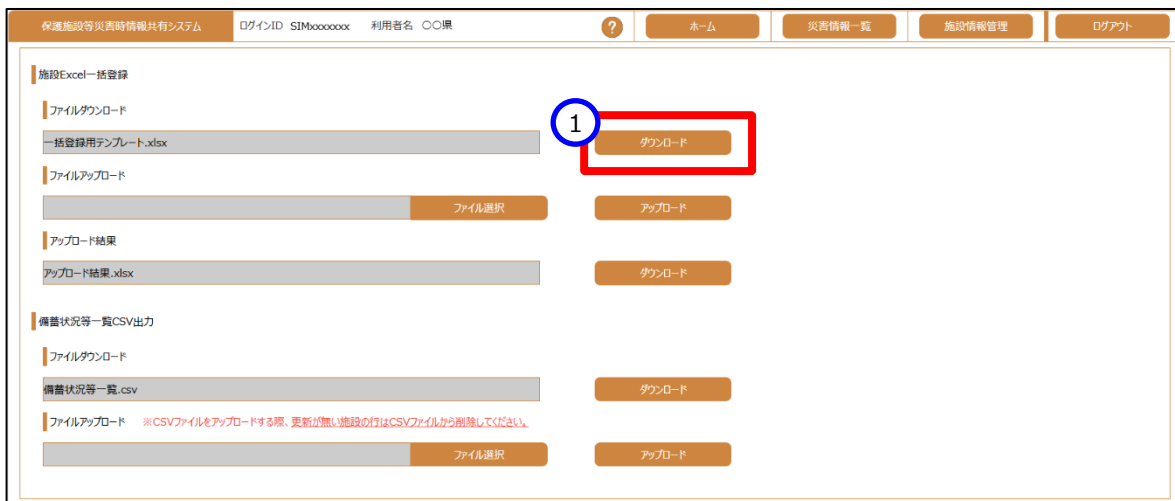 保護施設等災害時情報共有システム ログインID SIMxxxxxxx 利用者名 〇〇県 ? ホーム 災害情報一覧 施設情報管理 ログアウト
施設Excel一括登録
ファイルダウンロード
1
一括登録用テンプレート.xlsx ダウンロード
ファイルアップロード
ファイル選択 アップロード
アップロード結果
アップロード結果.xlsx ダウンロード
備蓄状況等一覧CSV出力
ファイルダウンロード
備蓄状況等一覧.csv ダウンロード
ファイルアップロード ※CSVファイルをアップロードする際、更新が無い施設の行はCSVファイルから削除してください。
ファイル選択 アップロード